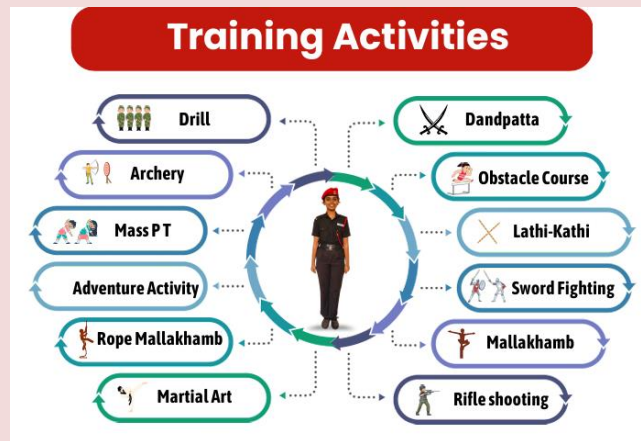 Training Activities
Drill
Dandpatta
Archery
Obstacle Course
Mass P T
Lathi-Kathi
Adventure Activity
Sword Fighting
Rope Mallakhamb
Mallakhamb
Martial Art
Rifle shooting